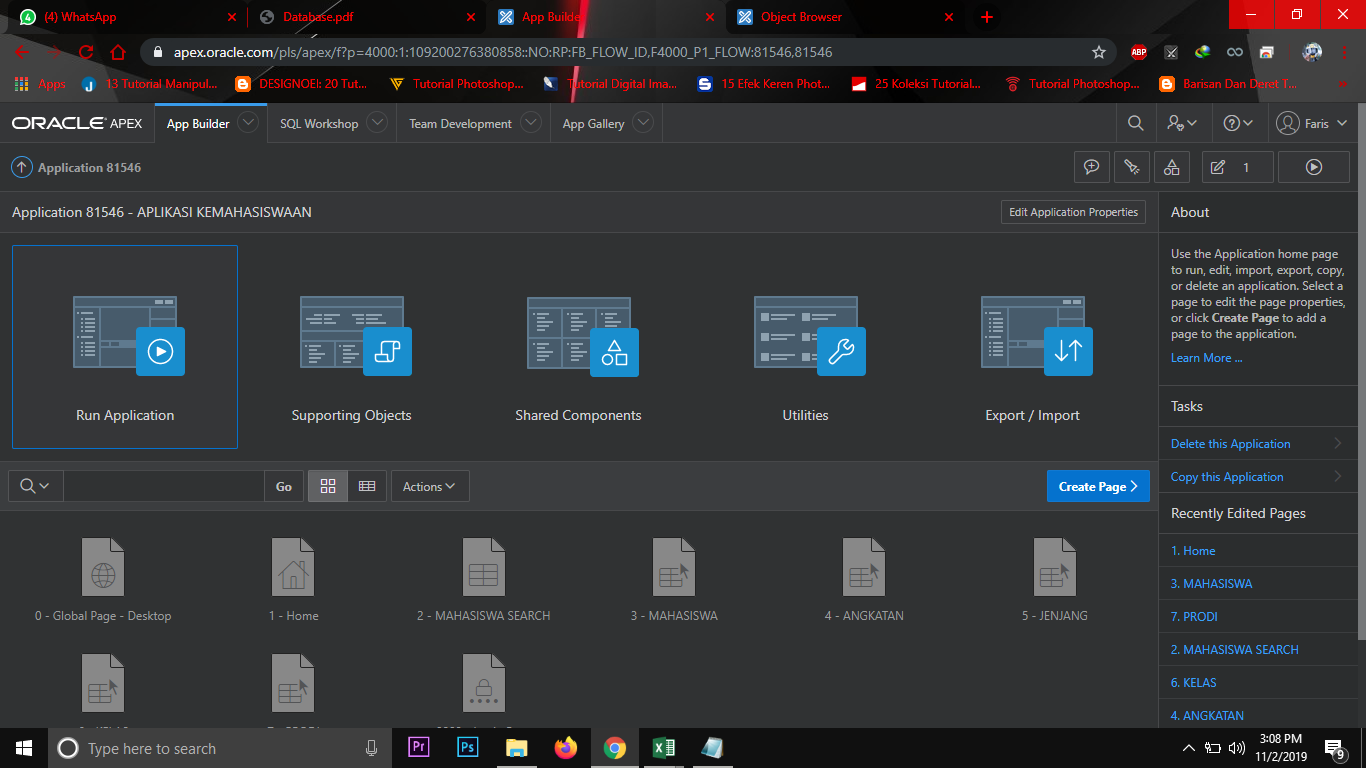 (4) WhatsApp
Database.pdf
App Builde
Object Browser
apex.oracle.com/pls/apex/f?p=4000:1:109200276380858::NO:RP:FB_FLOW_ID,F4000_P1_FLOW:81546,81546
ABP
Apps
13 Tutorial Manipul...
DESIGNOEI: 20 Tut...
Tutorial Photoshop...
Tutorial Digital Ima...
15 Efek Keren Phot...
25 Koleksi Tutorial...
Tutorial Photoshop...
Barisan Dan Deret T...
ORACLE APEX
App Builder
SQL Workshop
Team Development
App Gallery
Faris
Application 81546
1
Application 81546 - APLIKASI KEMAHASISWAAN
Edit Application Properties
Run Application
Supporting Objects
Shared Components
Utilities
Export / Import
Go
Actions
Create Page
0 - Global Page - Desktop
1 - Home
2 - MAHASISWA SEARCH
3 - MAHASISWA
4 - ANGKATAN
5 - JENJANG
About
Use the Application home page
to run, edit, import, export, copy,
or delete an application. Select a
page to edit the page properties,
or click Create Page to add a
page to the application.
Learn More ...
Tasks
Delete this Application
Copy this Application
Recently Edited Pages
1. Home
3. MAHASISWA
7. PRODI
2. MAHASISWA SEARCH
6. KELAS
4. ANGKATAN
Type here to search
Pr
Ps
3:08 PM
11/2/2019
9